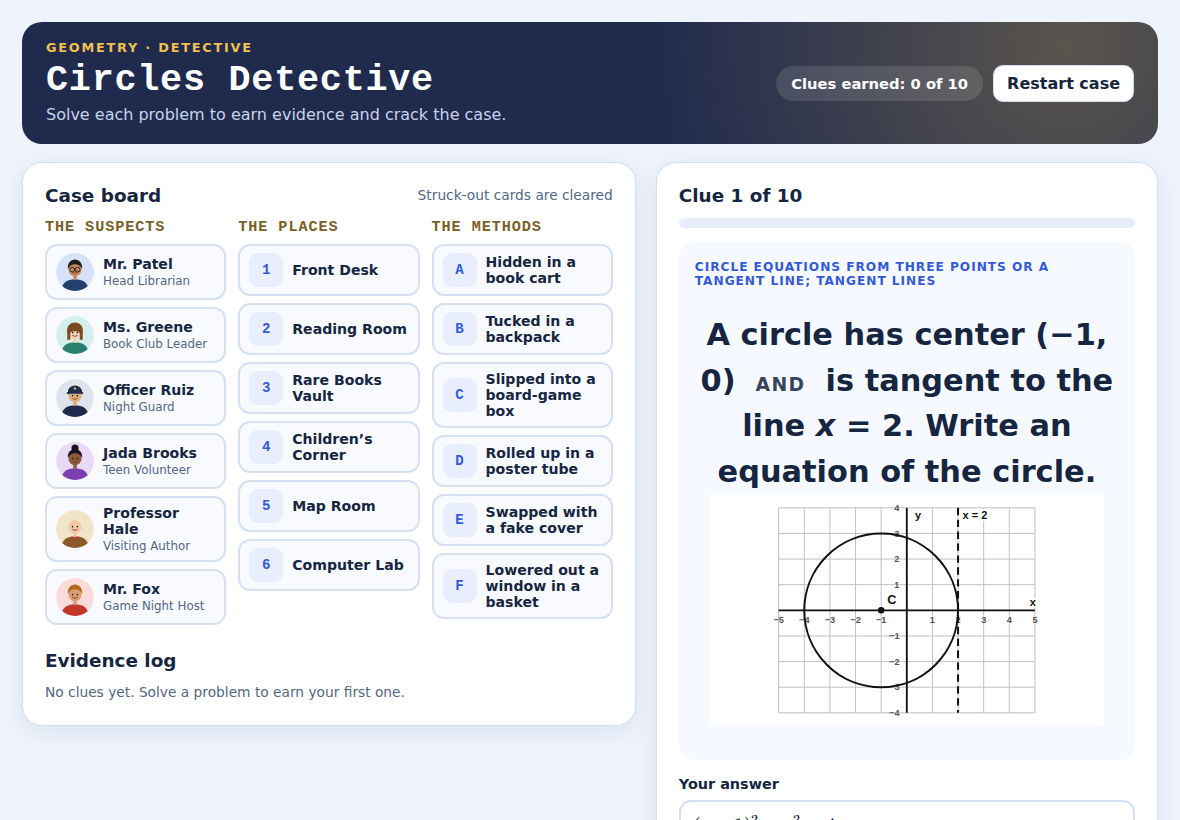 GEOMETRY · DETECTIVE
Circles Detective
Solve each problem to earn evidence and crack the case.
Clues earned: 0 of 10
Restart case
Case board
Struck-out cards are cleared
THE SUSPECTS
Mr. Patel
Head Librarian
Ms. Greene
Book Club Leader
Officer Ruiz
Night Guard
Jada Brooks
Teen Volunteer
Professor
Hale
Visiting Author
Mr. Fox
Game Night Host
THE PLACES
1 Front Desk
2 Reading Room
3 Rare Books
Vault
4 Children’s
Corner
5 Map Room
6 Computer Lab
THE METHODS
A Hidden in a
book cart
B Tucked in a
backpack
C Slipped into a
board-game
box
D Rolled up in a
poster tube
E Swapped with
a fake cover
F Lowered out a
window in a
basket
Evidence log
No clues yet. Solve a problem to earn your first one.
Clue 1 of 10
CIRCLE EQUATIONS FROM THREE POINTS OR A
TANGENT LINE; TANGENT LINES
A circle has center (−1,
0) AND is tangent to the
line x = 2. Write an
equation of the circle.
4
y
x = 2
3
2
1
C
x
−5 −4 −3 −2 −1 1 2 3 4 5
−1
−2
−3
−4
Your answer